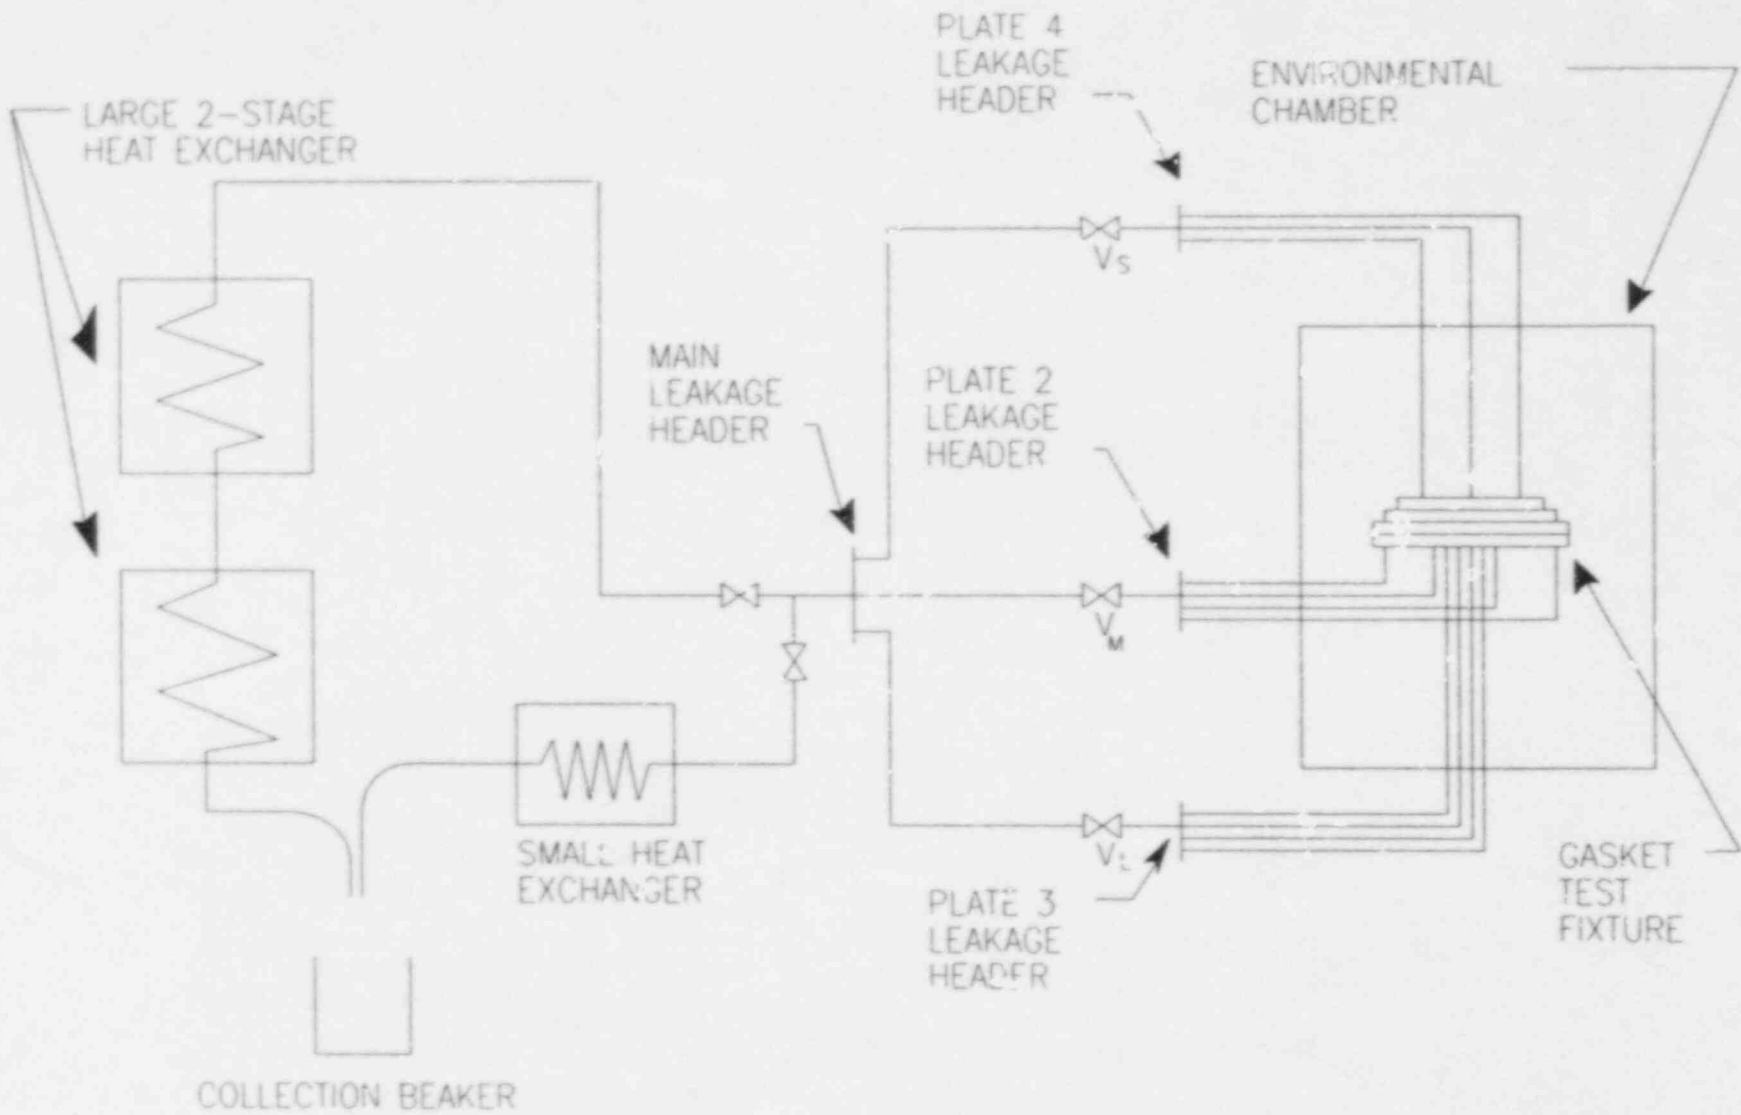 PLATE 4
LEAKAGE
HEADER
ENVIRONMENTAL
CHAMBER
LARGE 2-STAGE
HEAT EXCHANGER
VS
MAIN
LEAKAGE
HEADER
PLATE 2
LEAKAGE
HEADER
VM
SMALL HEAT
EXCHANGER
VL
PLATE 3
LEAKAGE
HEADER
GASKET
TEST
FIXTURE
COLLECTION BEAKER